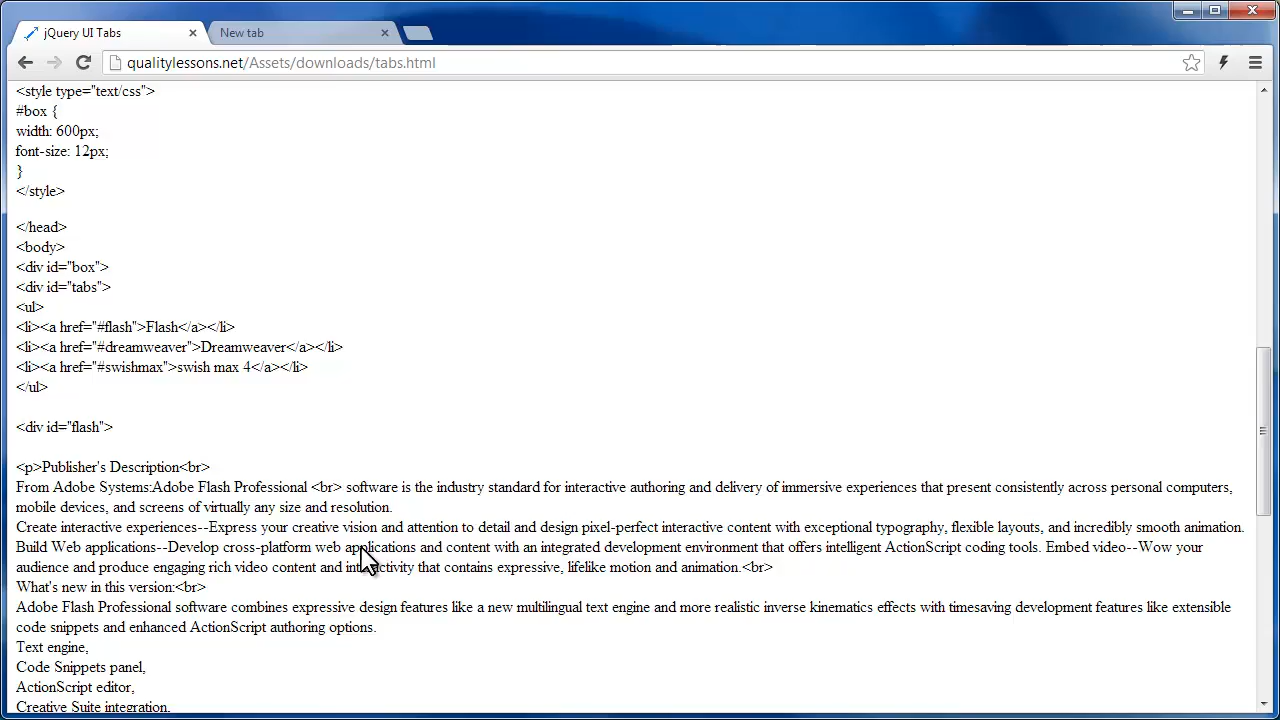 jQuery UI Tabs
New tab
qualitylessons.net/Assets/downloads/tabs.html
<style type="text/css">
#box {
width: 600px;
font-size: 12px;
}
</style>
</head>
<body>
<div id="box">
<div id="tabs">
<ul>
<li><a href="#flash">Flash</a></li>
<li><a href="#dreamweaver">Dreamweaver</a></li>
<li><a href="#swishmax">swish max 4</a></li>
</ul>
<div id="flash">
<p>Publisher's Description<br>
From Adobe Systems:Adobe Flash Professional <br> software is the industry standard for interactive authoring and delivery of immersive experiences that present consistently across personal computers,
mobile devices, and screens of virtually any size and resolution.
Create interactive experiences--Express your creative vision and attention to detail and design pixel-perfect interactive content with exceptional typography, flexible layouts, and incredibly smooth animation.
Build Web applications--Develop cross-platform web applications and content with an integrated development environment that offers intelligent ActionScript coding tools. Embed video--Wow your
audience and produce engaging rich video content and interactivity that contains expressive, lifelike motion and animation.<br>
What's new in this version:<br>
Adobe Flash Professional software combines expressive design features like a new multilingual text engine and more realistic inverse kinematics effects with timesaving development features like extensible
code snippets and enhanced ActionScript authoring options.
Text engine,
Code Snippets panel,
ActionScript editor,
Creative Suite integration,